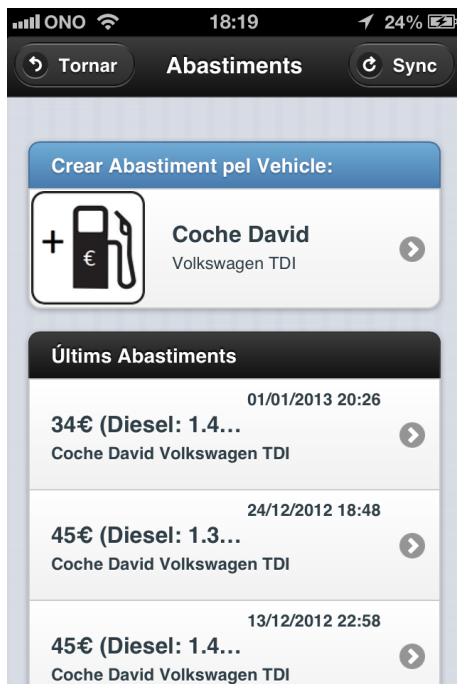 ONO 18:19 24%
Tornar Abastiments Sync
Crear Abastiment pel Vehicle:
+ €
Coche David
Volkswagen TDI
Últims Abastiments
01/01/2013 20:26
34€ (Diesel: 1.4...
Coche David Volkswagen TDI
24/12/2012 18:48
45€ (Diesel: 1.3...
Coche David Volkswagen TDI
13/12/2012 22:58
45€ (Diesel: 1.4...
Coche David Volkswagen TDI